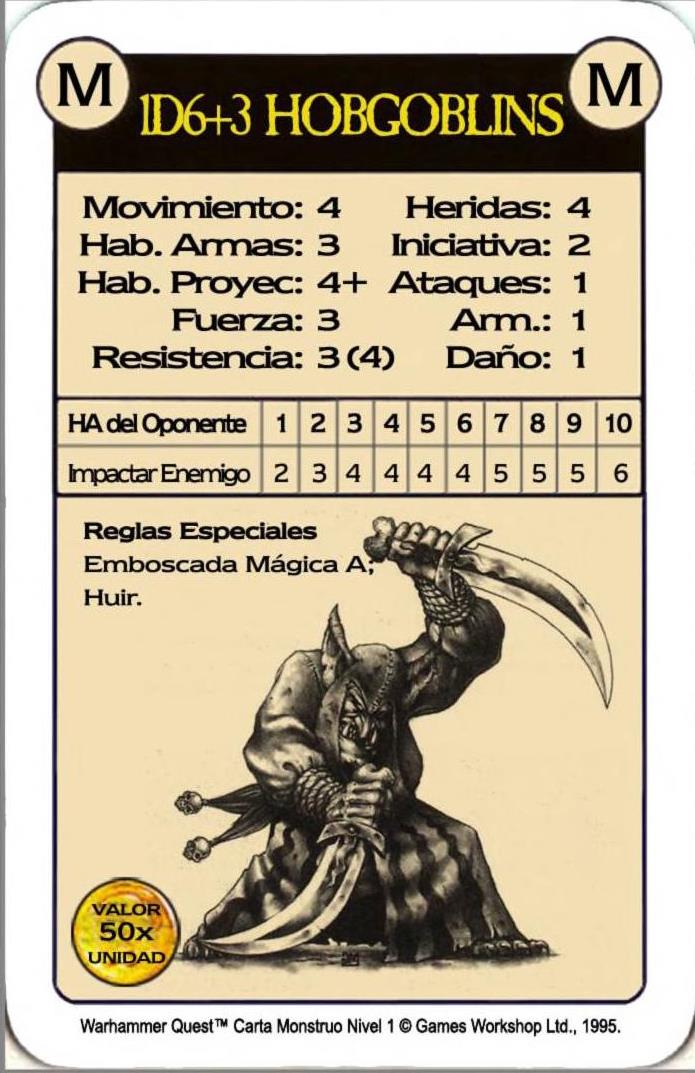 M
M
1D6+3 HOBGOBLINS
Movimiento: 4 Heridas: 4
Hab. Armas: 3 Iniciativa: 2
Hab. Proyec: 4+ Ataques: 1
Fuerza: 3 Arm.: 1
Resistencia: 3 (4) Daño: 1
HA del Oponente 1 2 3 4 5 6 7 8 9 10
Impactar Enemigo 2 3 4 4 4 4 5 5 5 6
Reglas Especiales
Emboscada Mágica A;
Huir.
VALOR
50x
UNIDAD
Warhammer Quest™ Carta Monstruo Nivel 1 © Games Workshop Ltd., 1995.